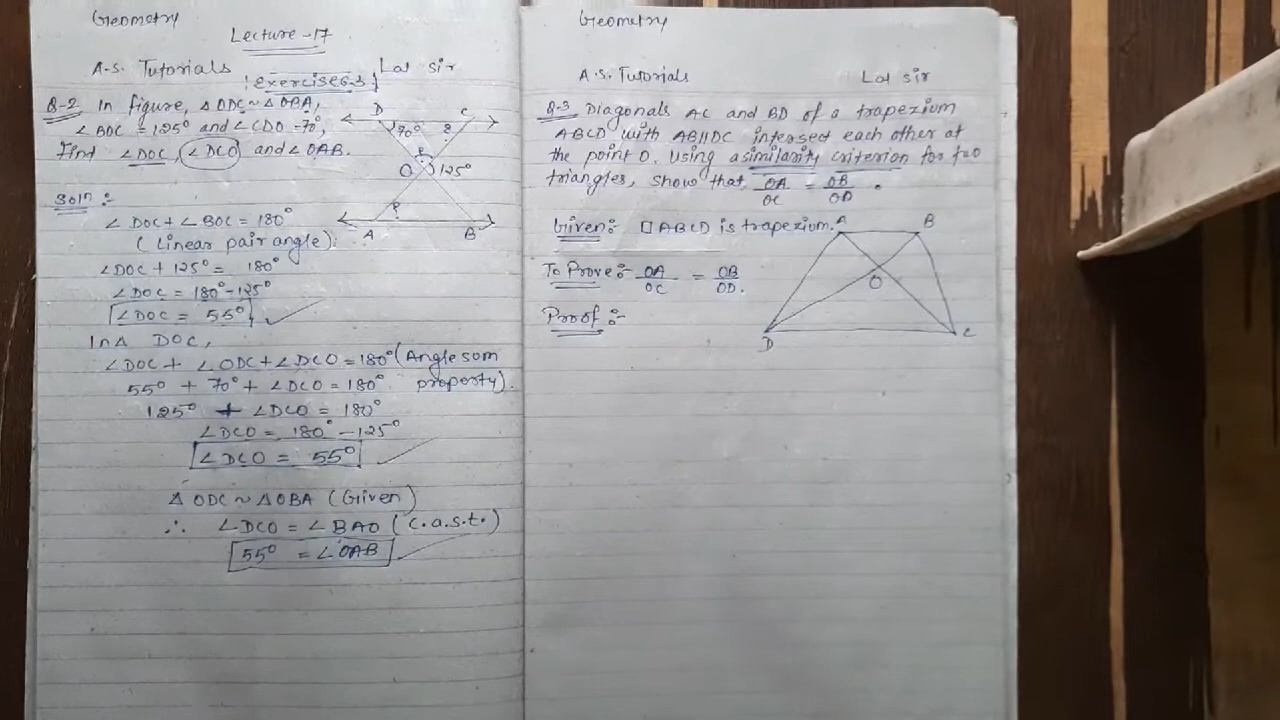 Geometry
Lecture-17
A.S. Tutorials
Lal sir
Exercise 6.3
Q-2 In figure, Δ ODC ~ Δ OBA,
∠BOC = 125° and ∠CDO = 70°,
Find ∠DOC, ∠DCO and ∠OAB.
D C
70° ?
?
O 125°
?
A B
Soln:-
∠DOC + ∠BOC = 180°
(Linear pair angle).
∠DOC + 125° = 180°
∠DOC = 180° - 125°
∠DOC = 55°
In Δ DOC,
∠DOC + ∠ODC + ∠DCO = 180° (Angle som
55° + 70° + ∠DCO = 180° property).
125° + ∠DCO = 180°
∠DCO = 180° - 125°
∠DCO = 55°
Δ ODC ~ Δ OBA (Given)
∴ ∠DCO = ∠BAO (C.a.s.t.)
55° = ∠OAB
Geometry
A.S. Tutorials
Lal sir
Q-3 Diagonals AC and BD of a trapezium
ABCD with AB||DC intersect each other at
the point O. Using a similarity criterion for two
triangles, show that OA/OC = OB/OD.
Given:- □ABCD is trapezium.
A B
To Prove:- OA/OC = OB/OD.
O
Proof:-
D C